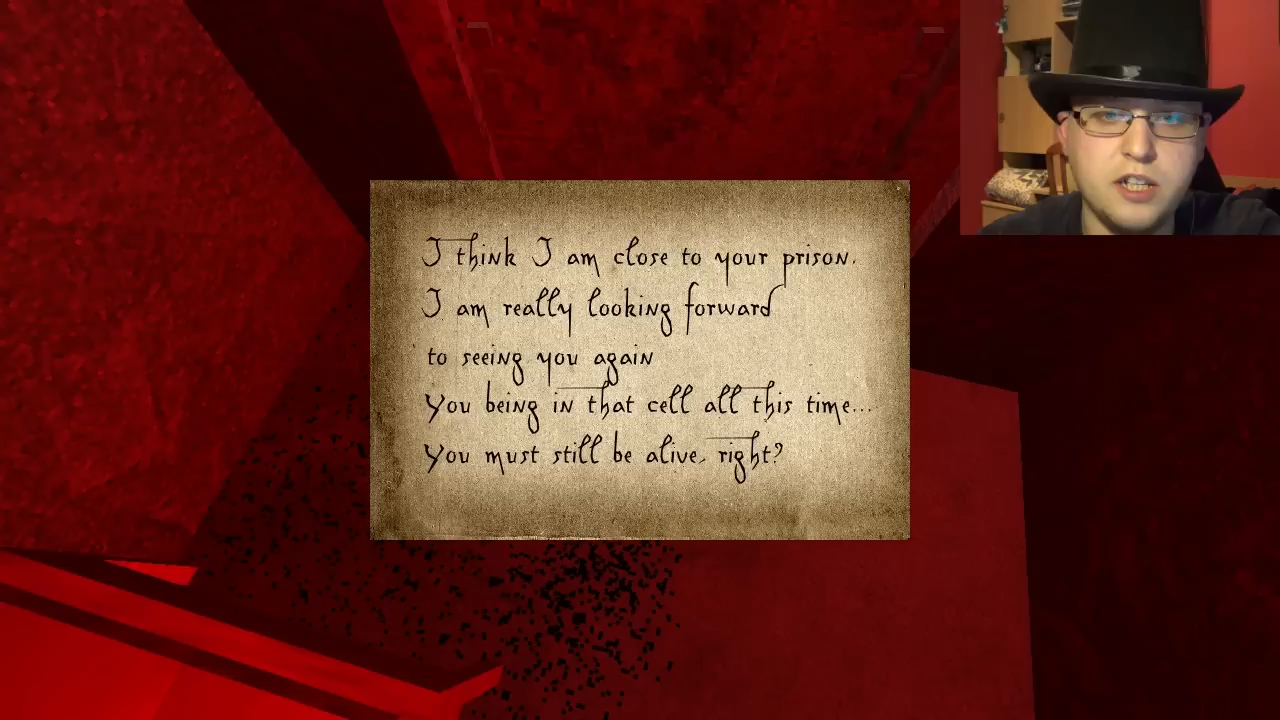 I think I am close to your prison.
I am really looking forward
to seeing you again
You being in that cell all this time...
You must still be alive, right?